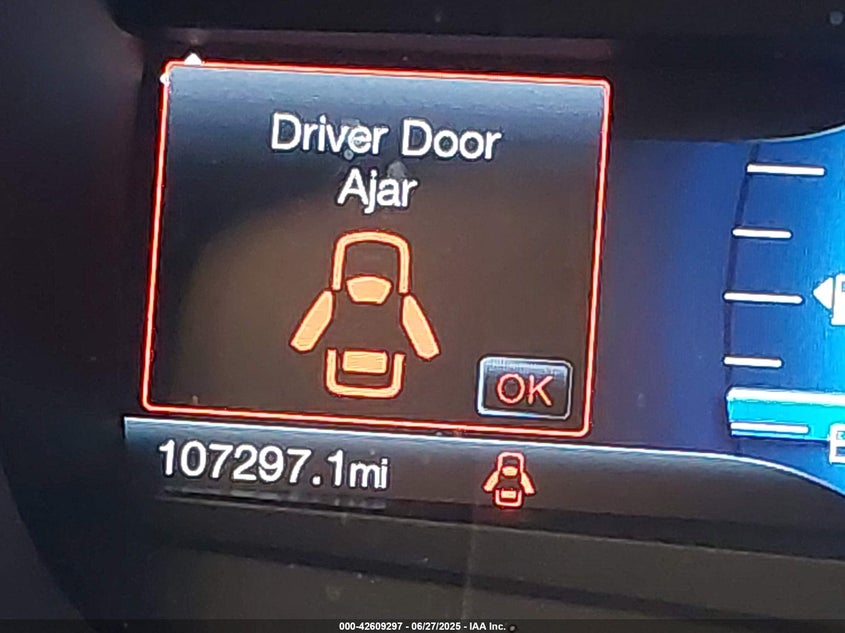 Driver Door
Ajar
OK
107297.1mi
000-42609297 - 06/27/2025 - IAA Inc.